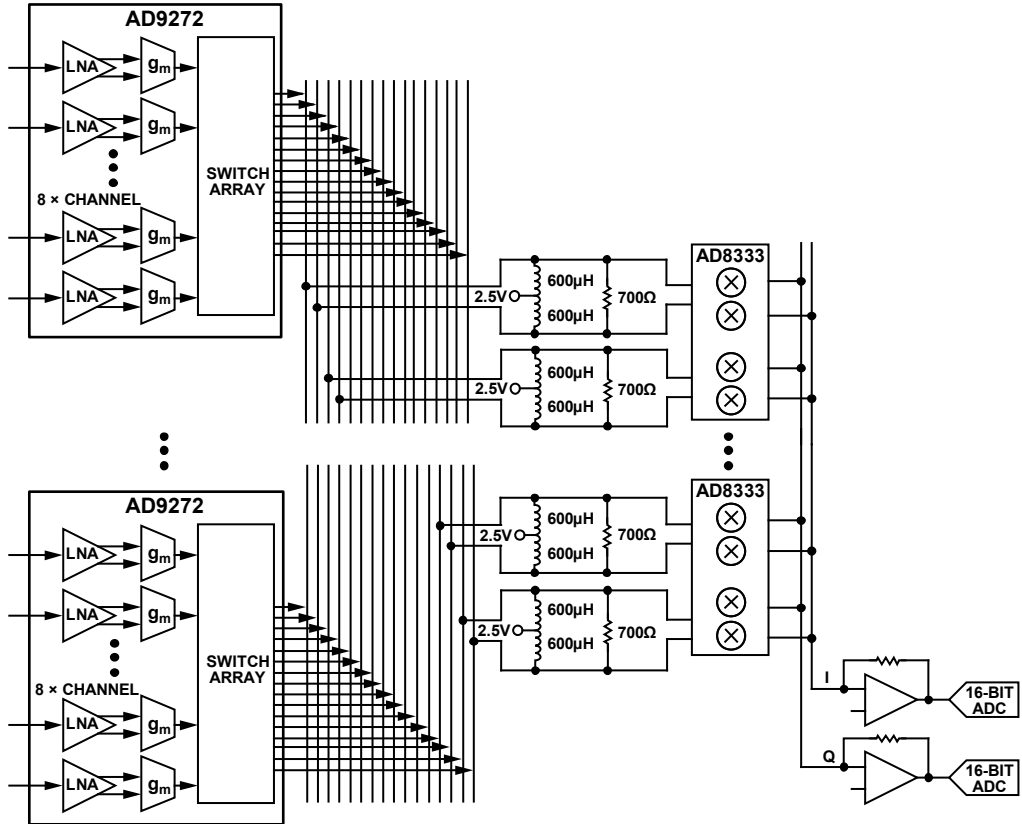 AD9272
LNA
gm
LNA
gm
8 × CHANNEL
LNA
gm
LNA
gm
SWITCH
ARRAY
2.5V
600µH
600µH
700Ω
2.5V
600µH
600µH
700Ω
AD8333
AD9272
LNA
gm
LNA
gm
8 × CHANNEL
LNA
gm
LNA
gm
SWITCH
ARRAY
2.5V
600µH
600µH
700Ω
2.5V
600µH
600µH
700Ω
AD8333
I
16-BIT
ADC
Q
16-BIT
ADC